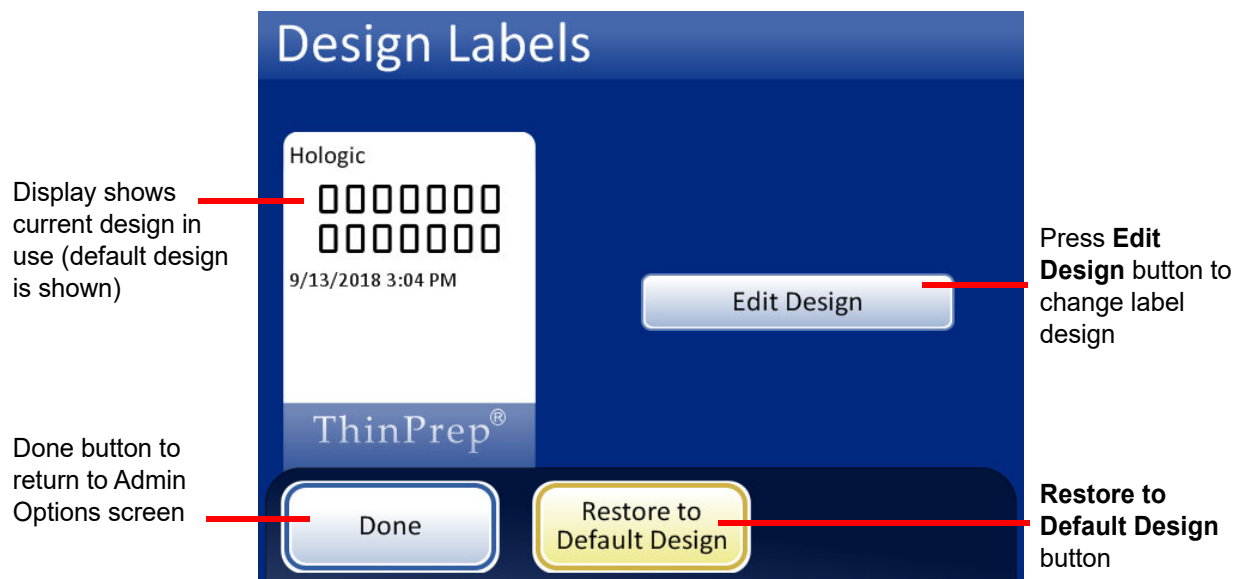 Design Labels
Hologic
0000000
0000000
9/13/2018 3:04 PM
ThinPrep®
Display shows
current design in
use (default design
is shown)
Edit Design
Press Edit
Design button to
change label
design
Done button to
return to Admin
Options screen
Done
Restore to
Default Design
Restore to
Default Design
button